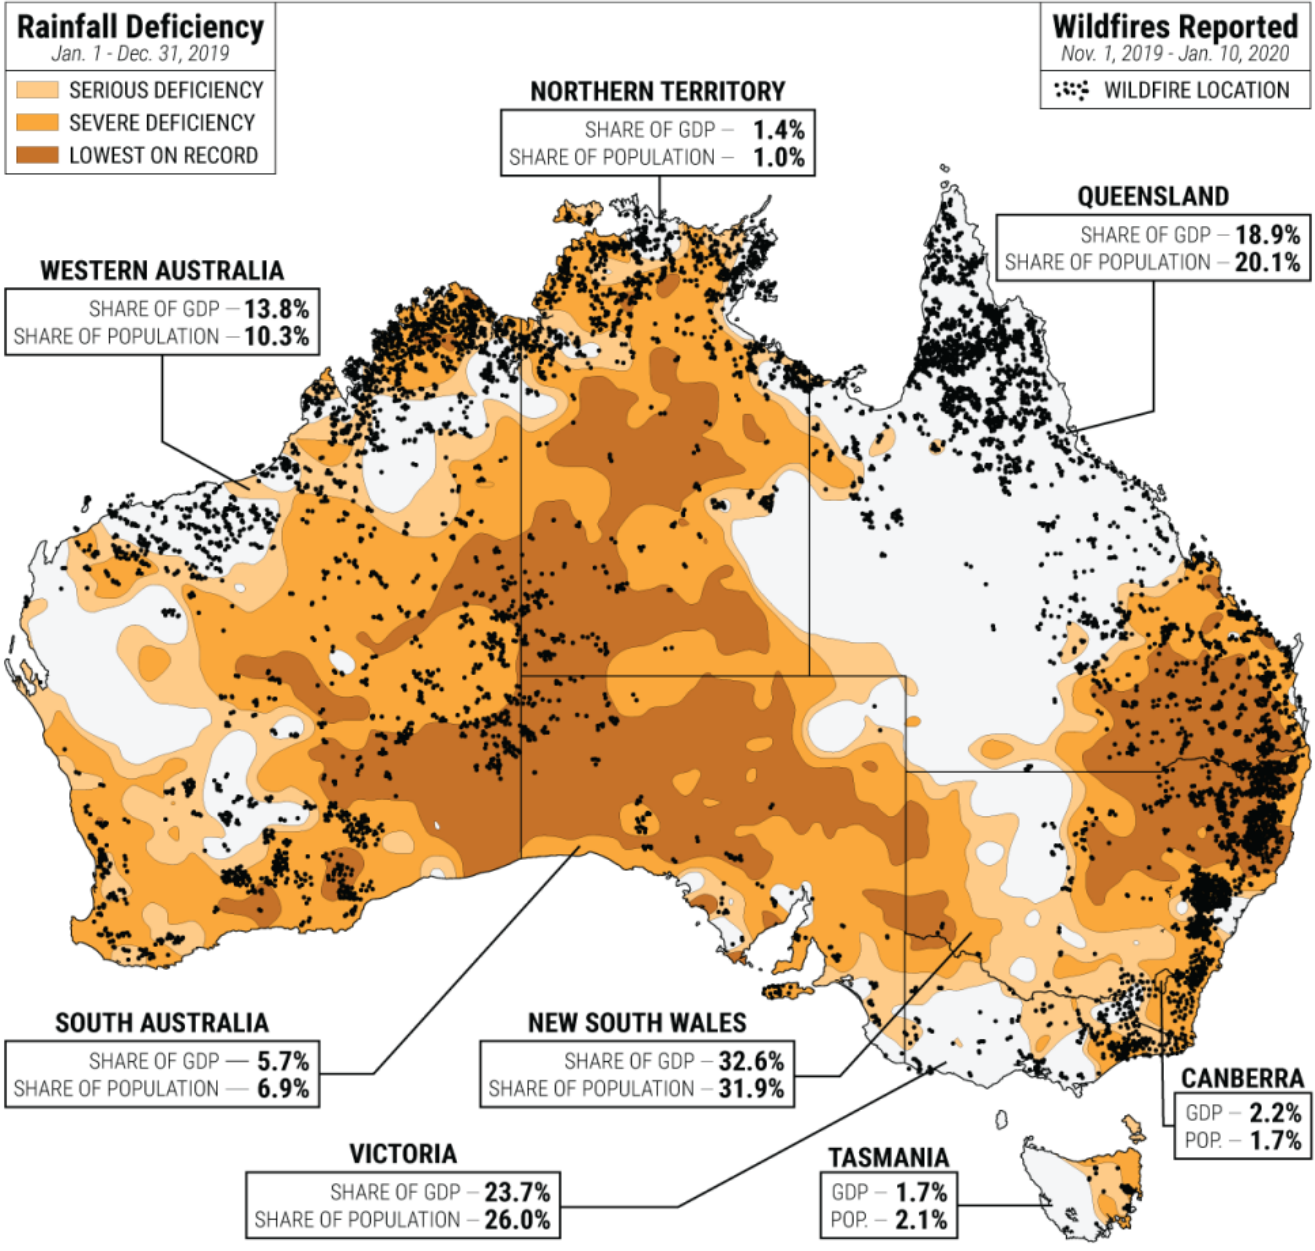 Rainfall Deficiency
Jan. 1 - Dec. 31, 2019
SERIOUS DEFICIENCY
SEVERE DEFICIENCY
LOWEST ON RECORD
Wildfires Reported
Nov. 1, 2019 - Jan. 10, 2020
WILDFIRE LOCATION
NORTHERN TERRITORY
SHARE OF GDP – 1.4%
SHARE OF POPULATION – 1.0%
QUEENSLAND
SHARE OF GDP – 18.9%
SHARE OF POPULATION – 20.1%
WESTERN AUSTRALIA
SHARE OF GDP – 13.8%
SHARE OF POPULATION – 10.3%
SOUTH AUSTRALIA
SHARE OF GDP — 5.7%
SHARE OF POPULATION — 6.9%
NEW SOUTH WALES
SHARE OF GDP – 32.6%
SHARE OF POPULATION – 31.9%
CANBERRA
GDP – 2.2%
POP. – 1.7%
VICTORIA
SHARE OF GDP – 23.7%
SHARE OF POPULATION – 26.0%
TASMANIA
GDP – 1.7%
POP. – 2.1%